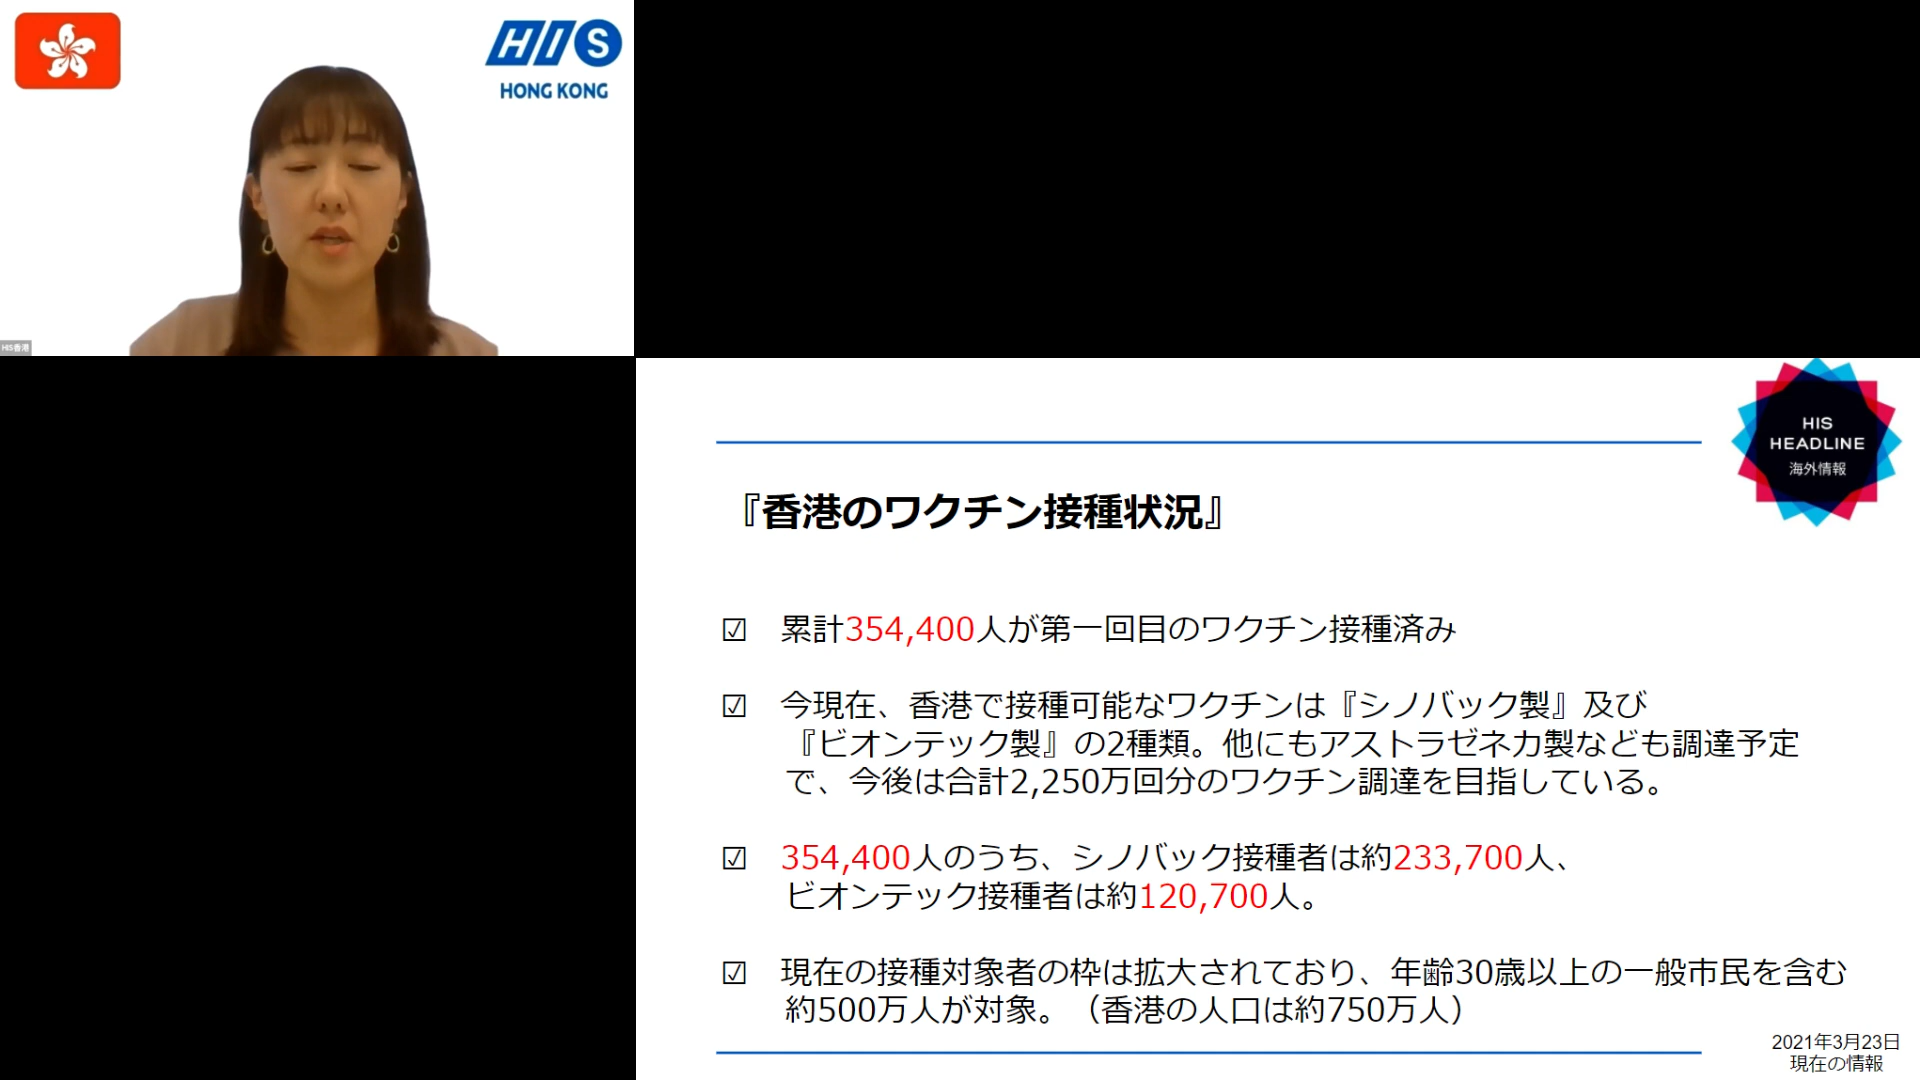 HIS
HONG KONG
HIS香港
HIS
HEADLINE
海外情報
『香港のワクチン接種状況』
☑ 累計354,400人が第一回目のワクチン接種済み
☑ 今現在、香港で接種可能なワクチンは『シノバック製』及び
『ビオンテック製』の2種類。他にもアストラゼネカ製なども調達予定
で、今後は合計2,250万回分のワクチン調達を目指している。
☑ 354,400人のうち、シノバック接種者は約233,700人、
ビオンテック接種者は約120,700人。
☑ 現在の接種対象者の枠は拡大されており、年齢30歳以上の一般市民を含む
約500万人が対象。（香港の人口は約750万人）
2021年3月23日
現在の情報